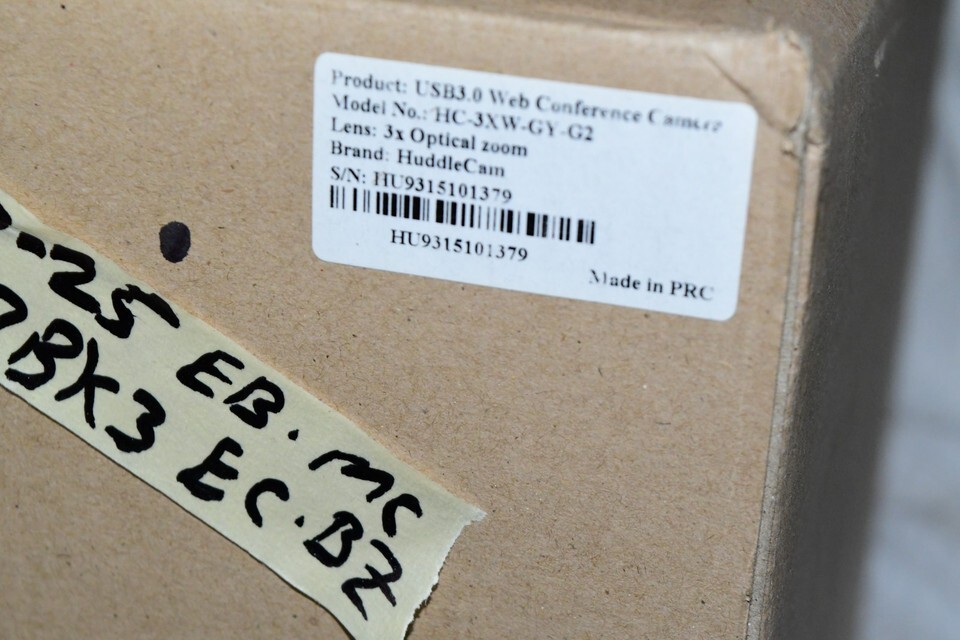 Product: USB3.0 Web Conference Camera
Model No.: HC-3XW-GY-G2
Lens: 3x Optical zoom
Brand: HuddleCam
S/N: HU9315101379
HU9315101379
Made in PRC
-25 EB. MC
BK3 EC.BZ